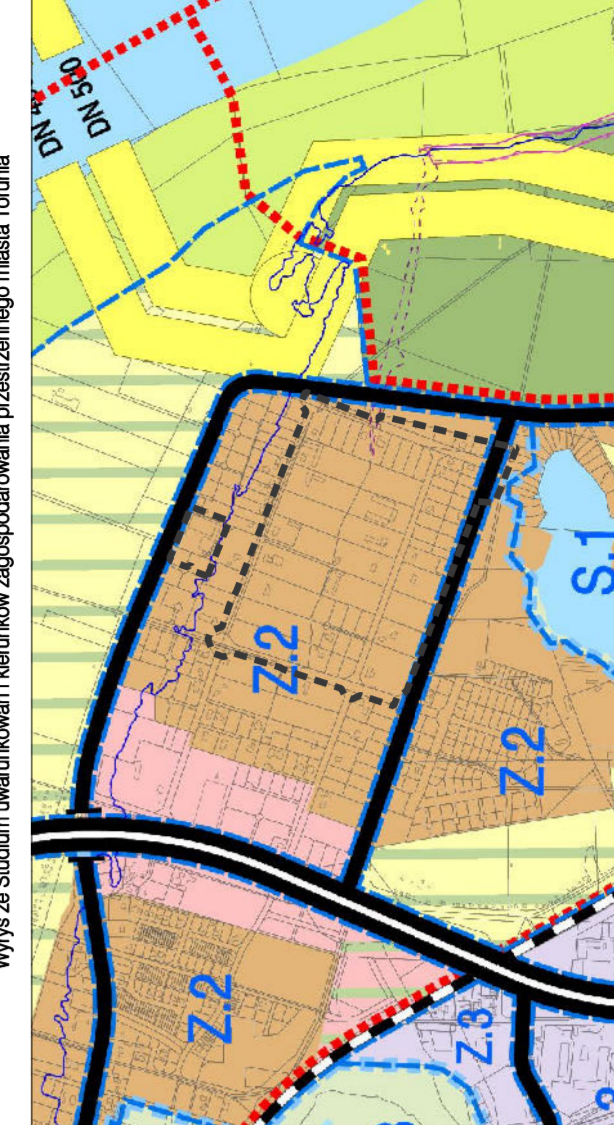 Wyrys ze Studium uwarunkowań i kierunków zagospodarowania przestrzennego miasta Torunia
DN 500
S.1
Z.2
Z.2
Z.2
Z.3